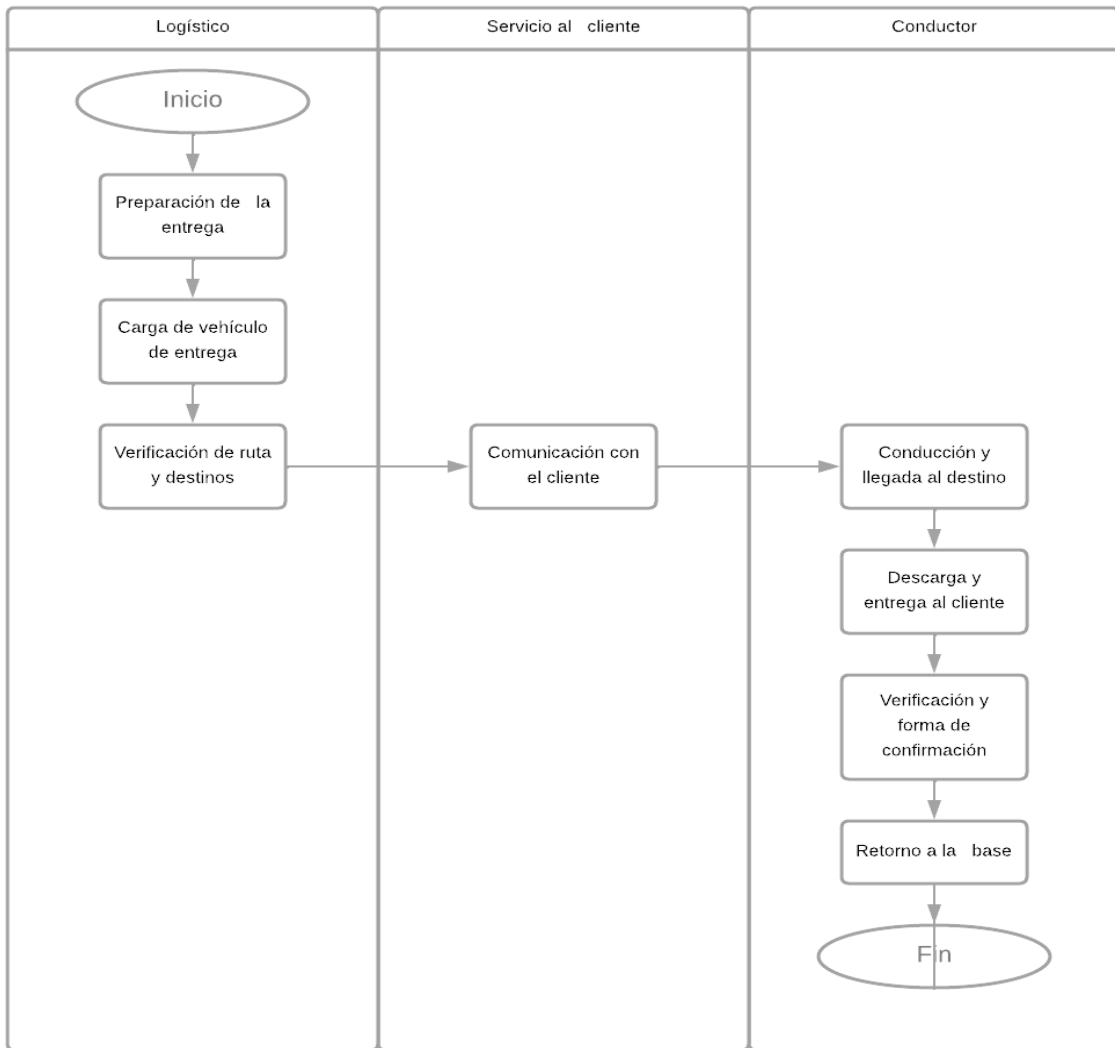 Logístico
Servicio al cliente
Conductor
Inicio
Preparación de la
entrega
Carga de vehículo
de entrega
Verificación de ruta
y destinos
Comunicación con
el cliente
Conducción y
llegada al destino
Descarga y
entrega al cliente
Verificación y
forma de
confirmación
Retorno a la base
Fin